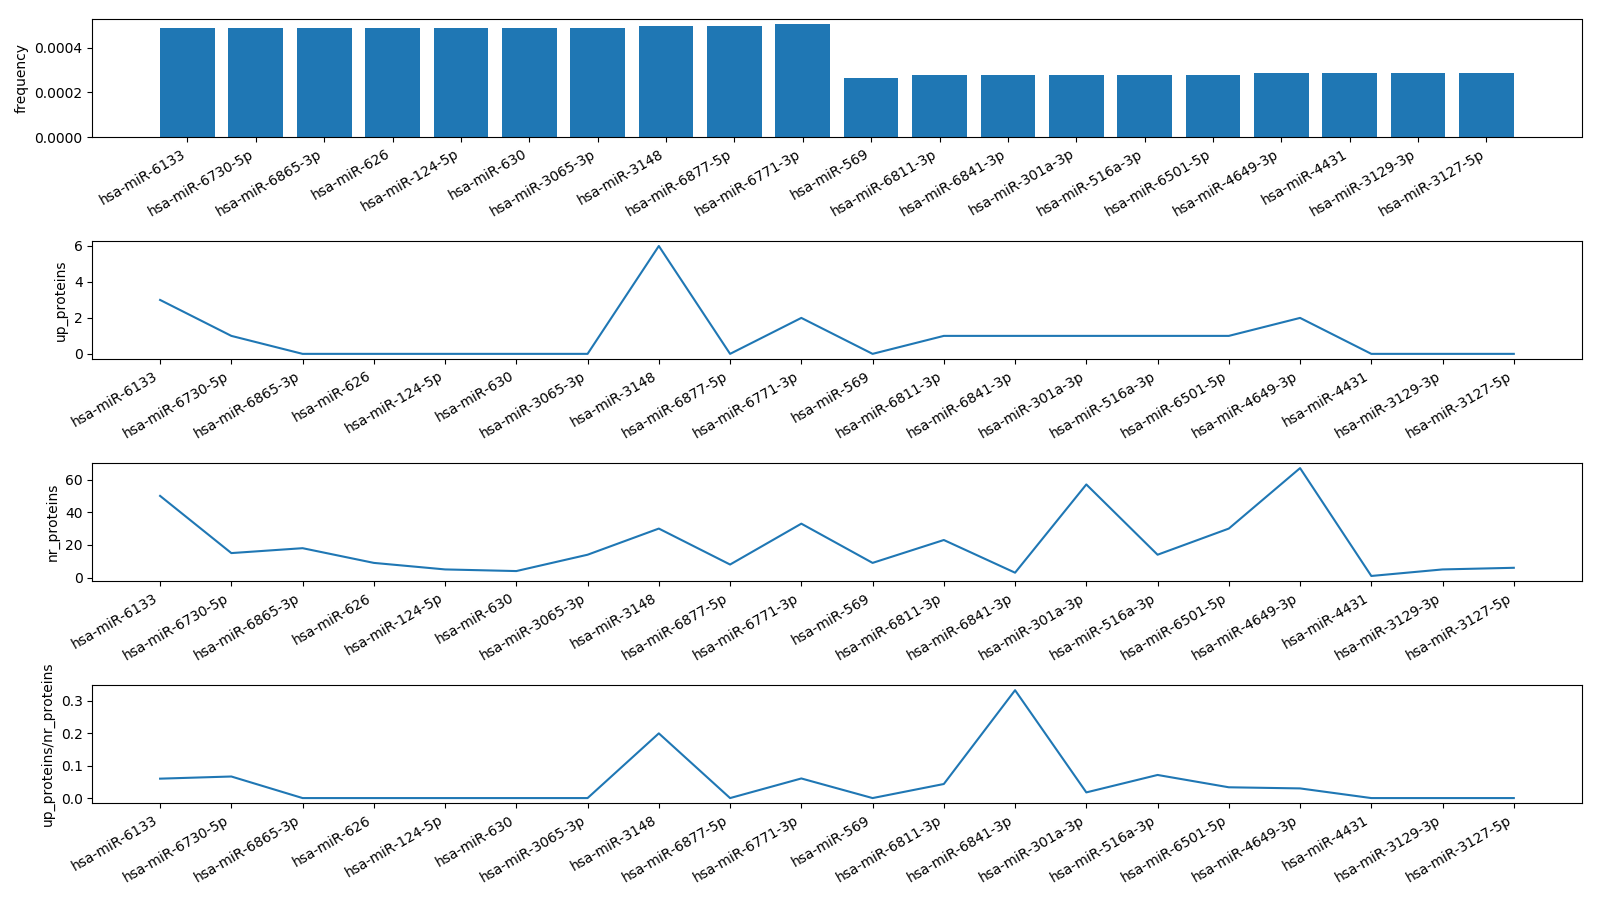 frequency
0.0004
0.0002
0.0000
hsa-miR-6133 hsa-miR-6730-5p hsa-miR-6865-3p hsa-miR-626 hsa-miR-124-5p hsa-miR-630 hsa-miR-3065-3p hsa-miR-3148 hsa-miR-6877-5p hsa-miR-6771-3p hsa-miR-569 hsa-miR-6811-3p hsa-miR-6841-3p hsa-miR-301a-3p hsa-miR-516a-3p hsa-miR-6501-5p hsa-miR-4649-3p hsa-miR-4431 hsa-miR-3129-3p hsa-miR-3127-5p
up_proteins
6
4
2
0
hsa-miR-6133 hsa-miR-6730-5p hsa-miR-6865-3p hsa-miR-626 hsa-miR-124-5p hsa-miR-630 hsa-miR-3065-3p hsa-miR-3148 hsa-miR-6877-5p hsa-miR-6771-3p hsa-miR-569 hsa-miR-6811-3p hsa-miR-6841-3p hsa-miR-301a-3p hsa-miR-516a-3p hsa-miR-6501-5p hsa-miR-4649-3p hsa-miR-4431 hsa-miR-3129-3p hsa-miR-3127-5p
nr_proteins
60
40
20
0
hsa-miR-6133 hsa-miR-6730-5p hsa-miR-6865-3p hsa-miR-626 hsa-miR-124-5p hsa-miR-630 hsa-miR-3065-3p hsa-miR-3148 hsa-miR-6877-5p hsa-miR-6771-3p hsa-miR-569 hsa-miR-6811-3p hsa-miR-6841-3p hsa-miR-301a-3p hsa-miR-516a-3p hsa-miR-6501-5p hsa-miR-4649-3p hsa-miR-4431 hsa-miR-3129-3p hsa-miR-3127-5p
up_proteins/nr_proteins
0.3
0.2
0.1
0.0
hsa-miR-6133 hsa-miR-6730-5p hsa-miR-6865-3p hsa-miR-626 hsa-miR-124-5p hsa-miR-630 hsa-miR-3065-3p hsa-miR-3148 hsa-miR-6877-5p hsa-miR-6771-3p hsa-miR-569 hsa-miR-6811-3p hsa-miR-6841-3p hsa-miR-301a-3p hsa-miR-516a-3p hsa-miR-6501-5p hsa-miR-4649-3p hsa-miR-4431 hsa-miR-3129-3p hsa-miR-3127-5p